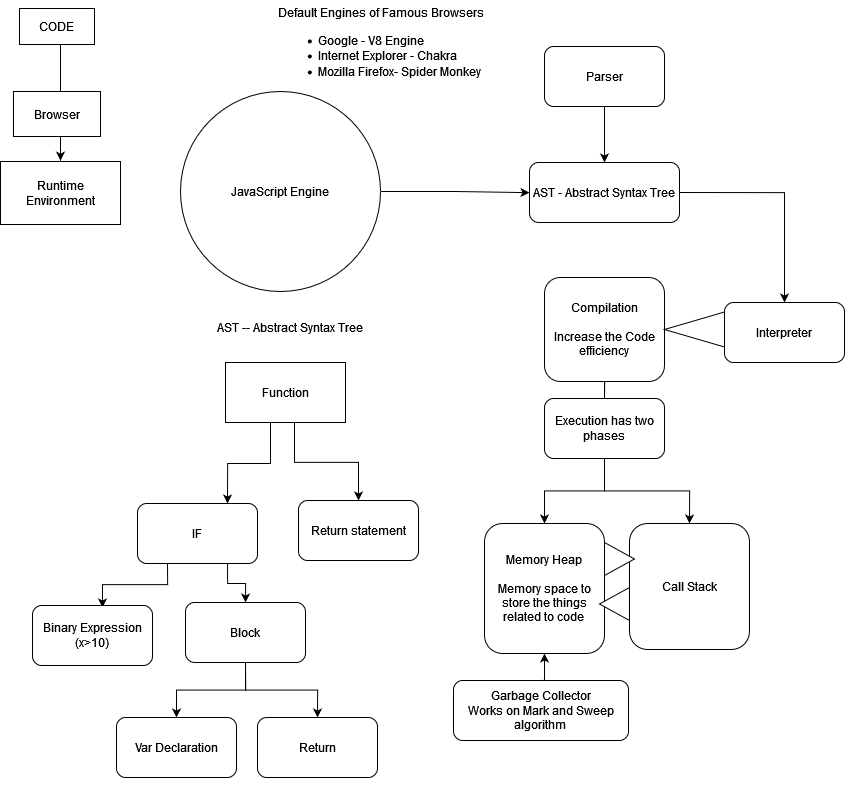 CODE
Browser
Runtime
Environment
Default Engines of Famous Browsers
• Google - V8 Engine
• Internet Explorer - Chakra
• Mozilla Firefox- Spider Monkey
JavaScript Engine
Parser
AST - Abstract Syntax Tree
Interpreter
Compilation
Increase the Code
efficiency
Execution has two
phases
Memory Heap
Memory space to
store the things
related to code
Call Stack
Garbage Collector
Works on Mark and Sweep
algorithm
AST -- Abstract Syntax Tree
Function
IF
Return statement
Binary Expression
(x>10)
Block
Var Declaration
Return